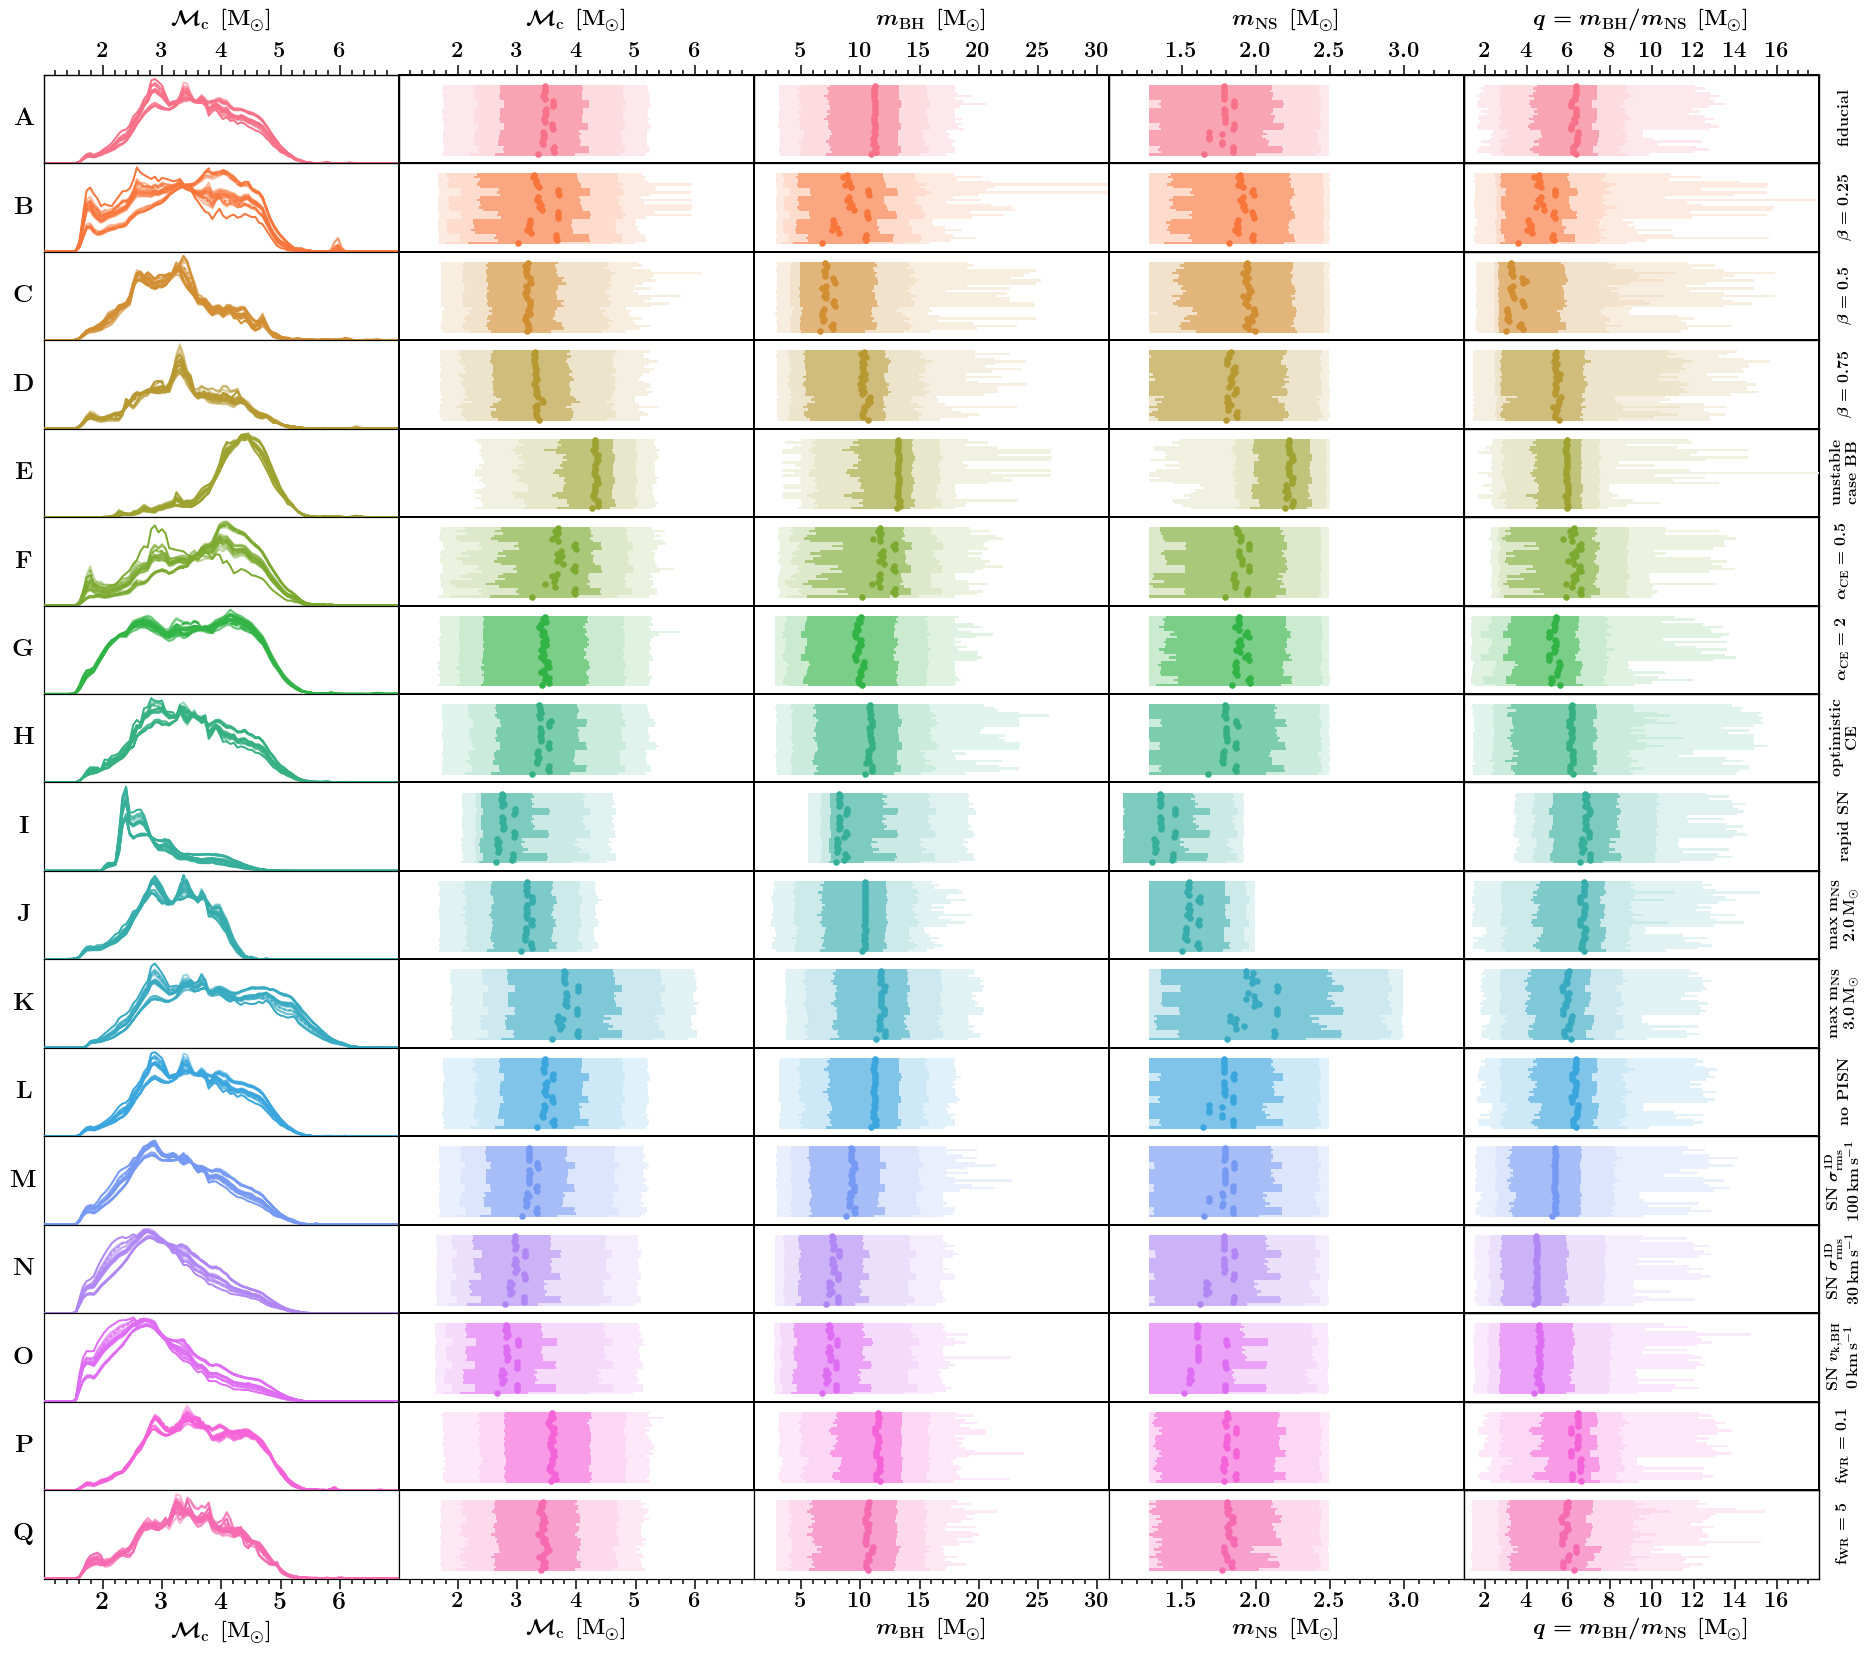 𝓜c [M⊙] 𝓜c [M⊙] mBH [M⊙] mNS [M⊙] q = mBH/mNS [M⊙]
2 3 4 5 6 2 3 4 5 6 5 10 15 20 25 30 1.5 2.0 2.5 3.0 2 4 6 8 10 12 14 16
A fiducial
B β = 0.25
C β = 0.5
D β = 0.75
E unstable
case BB
F αCE = 0.5
G αCE = 2
H optimistic
CE
I rapid SN
J max mNS
2.0 M⊙
K max mNS
3.0 M⊙
L no PISN
M SN σ¹ᴰrms
100 km s⁻¹
N SN σ¹ᴰrms
30 km s⁻¹
O SN vk,BH
0 km s⁻¹
P fWR = 0.1
Q fWR = 5
2 3 4 5 6 2 3 4 5 6 5 10 15 20 25 30 1.5 2.0 2.5 3.0 2 4 6 8 10 12 14 16
𝓜c [M⊙] 𝓜c [M⊙] mBH [M⊙] mNS [M⊙] q = mBH/mNS [M⊙]